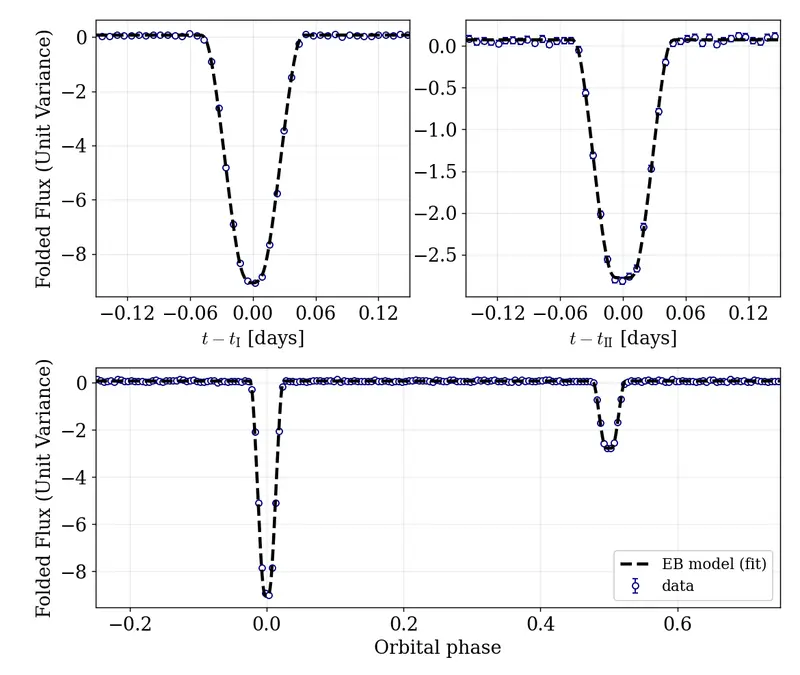 Folded Flux (Unit Variance)
0
−2
−4
−6
−8
−0.12 −0.06 0.00 0.06 0.12
t − tI [days]
0.0
−0.5
−1.0
−1.5
−2.0
−2.5
−0.12 −0.06 0.00 0.06 0.12
t − tII [days]
Folded Flux (Unit Variance)
0
−2
−4
−6
−8
−0.2 0.0 0.2 0.4 0.6
Orbital phase
EB model (fit)
data